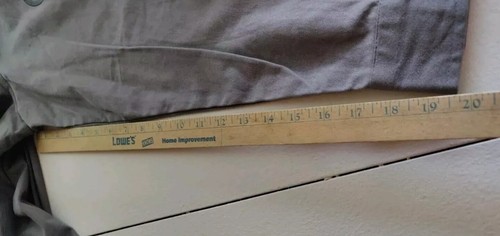 8 9 10 11 12 13 14 15 16 17 18 19 20
LOWE'S Home Improvement